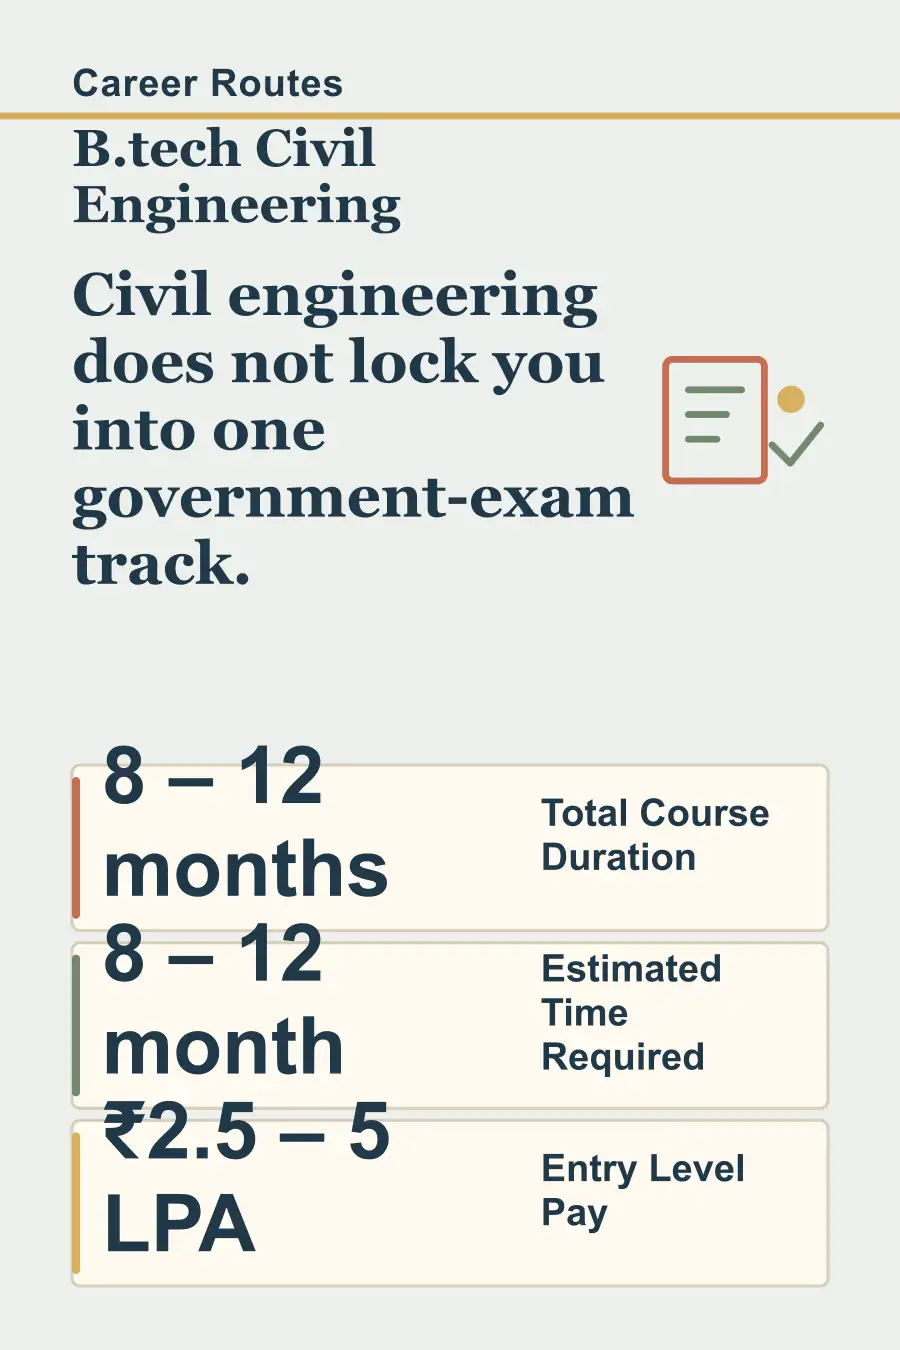 Career Routes
B.tech Civil
Engineering
Civil engineering
does not lock you
into one
government-exam
track.
8 – 12
months
Total Course
Duration
8 – 12
month
Estimated
Time
Required
₹2.5 – 5
LPA
Entry Level
Pay